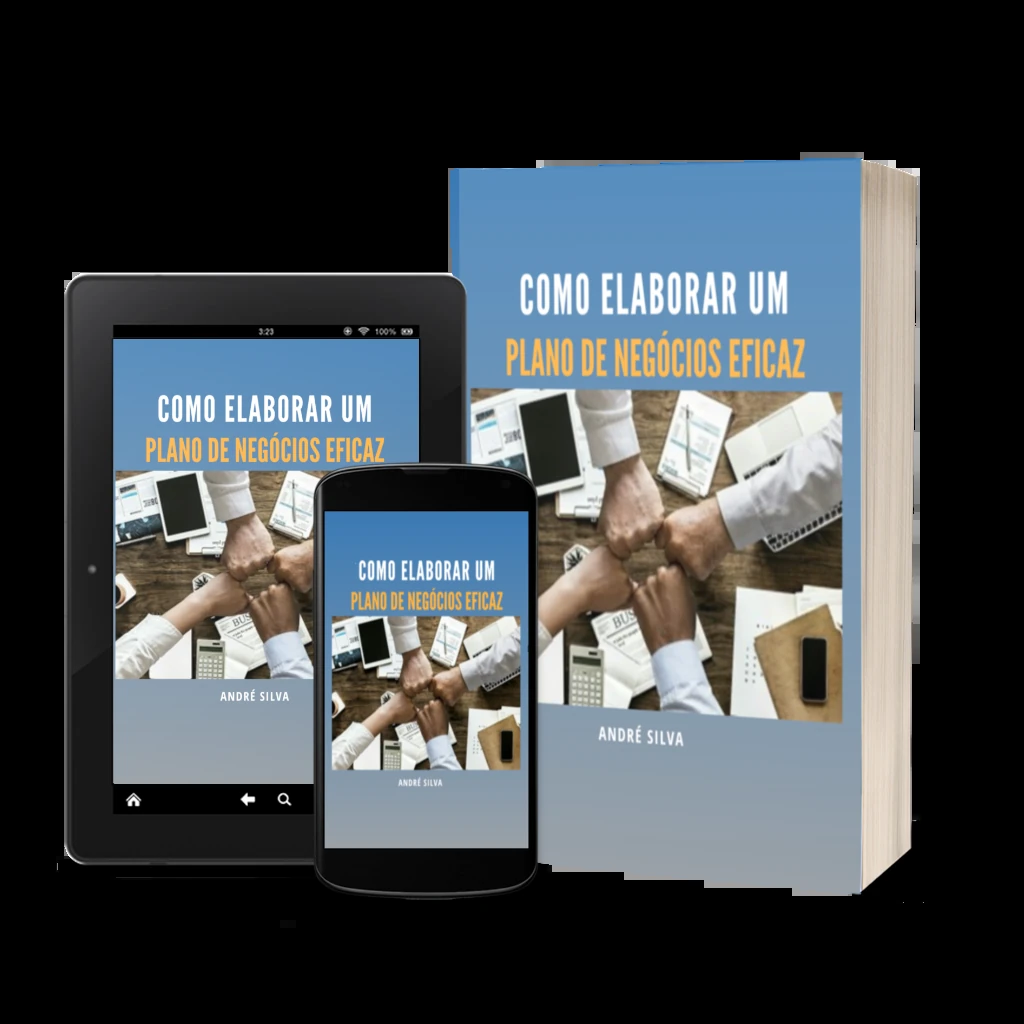 3:23
100%
COMO ELABORAR UM
PLANO DE NEGÓCIOS EFICAZ
ANDRÉ SILVA
COMO ELABORAR UM
PLANO DE NEGÓCIOS EFICAZ
ANDRÉ SILVA
COMO ELABORAR UM
PLANO DE NEGÓCIOS EFICAZ
ANDRÉ SILVA